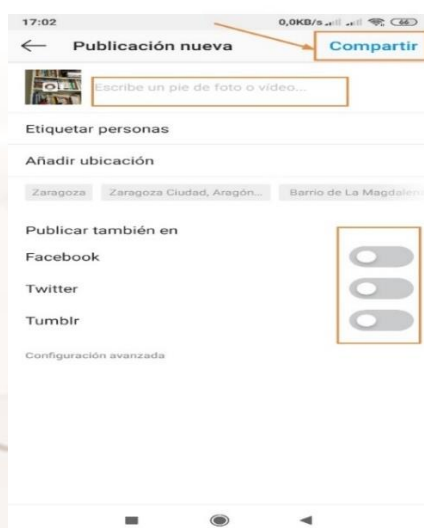 17:02 0,0KB/s 66
Publicación nueva Compartir
Escribe un pie de foto o vídeo...
Etiquetar personas
Añadir ubicación
Zaragoza Zaragoza Ciudad, Aragón... Barrio de La Magdalena
Publicar también en
Facebook
Twitter
Tumblr
Configuración avanzada